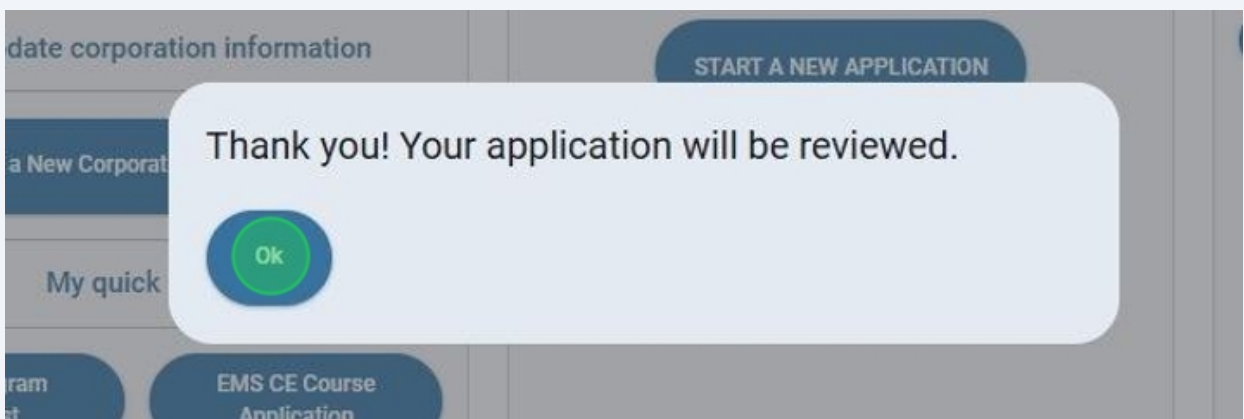 date corporation information
START A NEW APPLICATION
Thank you! Your application will be reviewed.
a New Corporat
Ok
My quick
EMS CE Course
Application